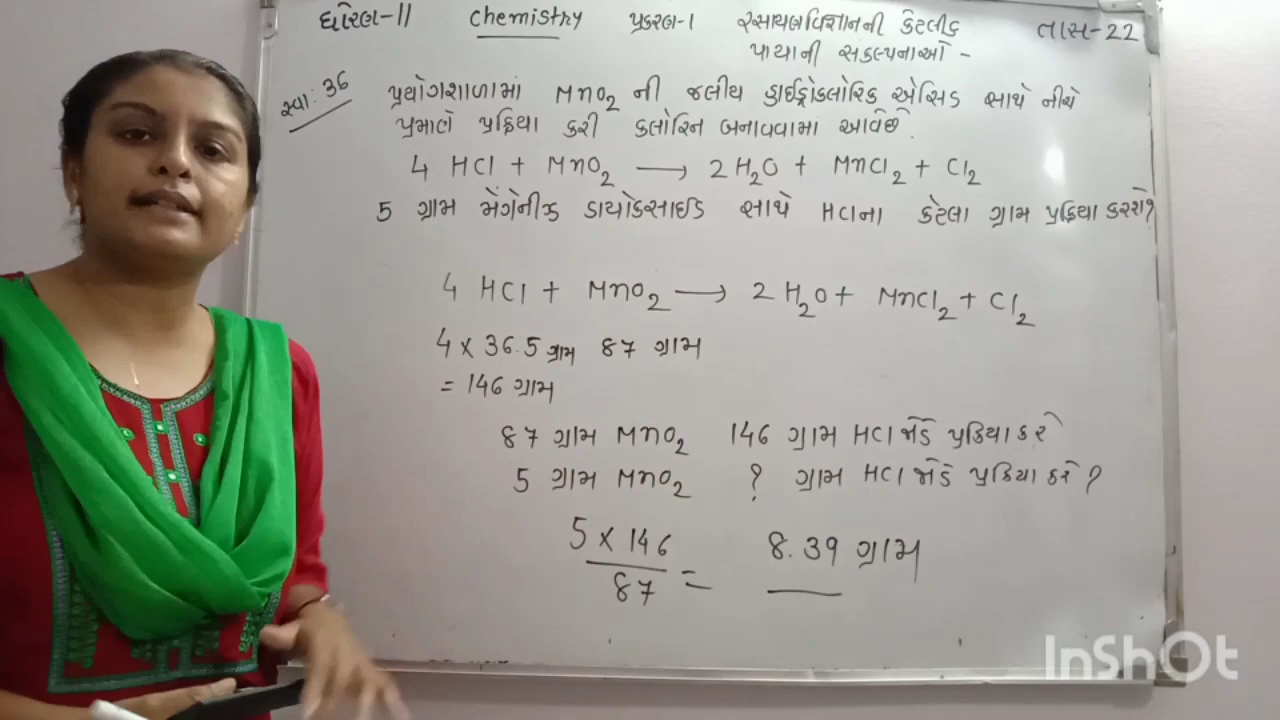 ધોરણ-11 Chemistry પ્રકરણ-1 રસાયણવિજ્ઞાનની કેટલીક તાસ-22
પાયાની સંકલ્પનાઓ -
સ્વા: 36
પ્રયોગશાળામાં MnO2 ની જલીય હાઈડ્રોક્લોરિક એસિડ સાથે નીચે
પ્રમાણે પ્રક્રિયા કરી ક્લોરિન બનાવવામા આવેછે.
4 HCl + MnO2 ⟶ 2 H2O + MnCl2 + Cl2
5 ગ્રામ મેંગેનીઝ ડાયોકસાઈડ સાથે HClના કેટલા ગ્રામ પ્રક્રિયા કરશે?
4 HCl + MnO2 ⟶ 2 H2O + MnCl2 + Cl2
4 × 36.5 ગ્રામ 87 ગ્રામ
= 146 ગ્રામ
87 ગ્રામ MnO2 146 ગ્રામ HCl જોડે પ્રક્રિયા કરે
5 ગ્રામ MnO2 ? ગ્રામ HCl જોડે પ્રક્રિયા કરે ?
5 × 146
87 = 8.39 ગ્રામ
InShOt